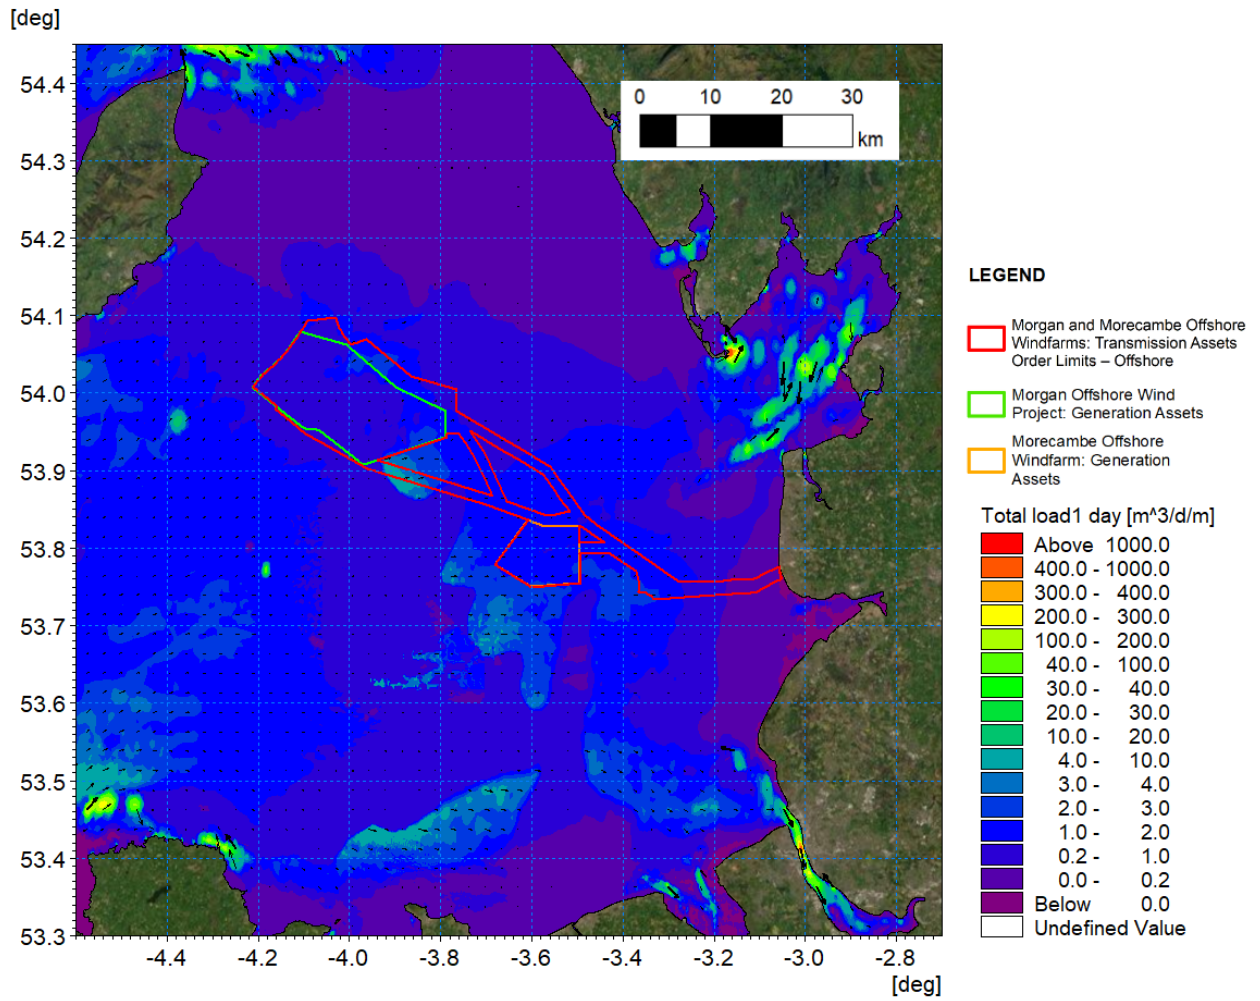 [deg]
54.4
54.3
54.2
54.1
54.0
53.9
53.8
53.7
53.6
53.5
53.4
53.3
-4.4 -4.2 -4.0 -3.8 -3.6 -3.4 -3.2 -3.0 -2.8
[deg]
0 10 20 30
km
LEGEND
Morgan and Morecambe Offshore
Windfarms: Transmission Assets
Order Limits – Offshore
Morgan Offshore Wind
Project: Generation Assets
Morecambe Offshore
Windfarm: Generation
Assets
Total load1 day [m^3/d/m]
Above 1000.0
400.0 - 1000.0
300.0 - 400.0
200.0 - 300.0
100.0 - 200.0
40.0 - 100.0
30.0 - 40.0
20.0 - 30.0
10.0 - 20.0
4.0 - 10.0
3.0 - 4.0
2.0 - 3.0
1.0 - 2.0
0.2 - 1.0
0.0 - 0.2
Below 0.0
Undefined Value